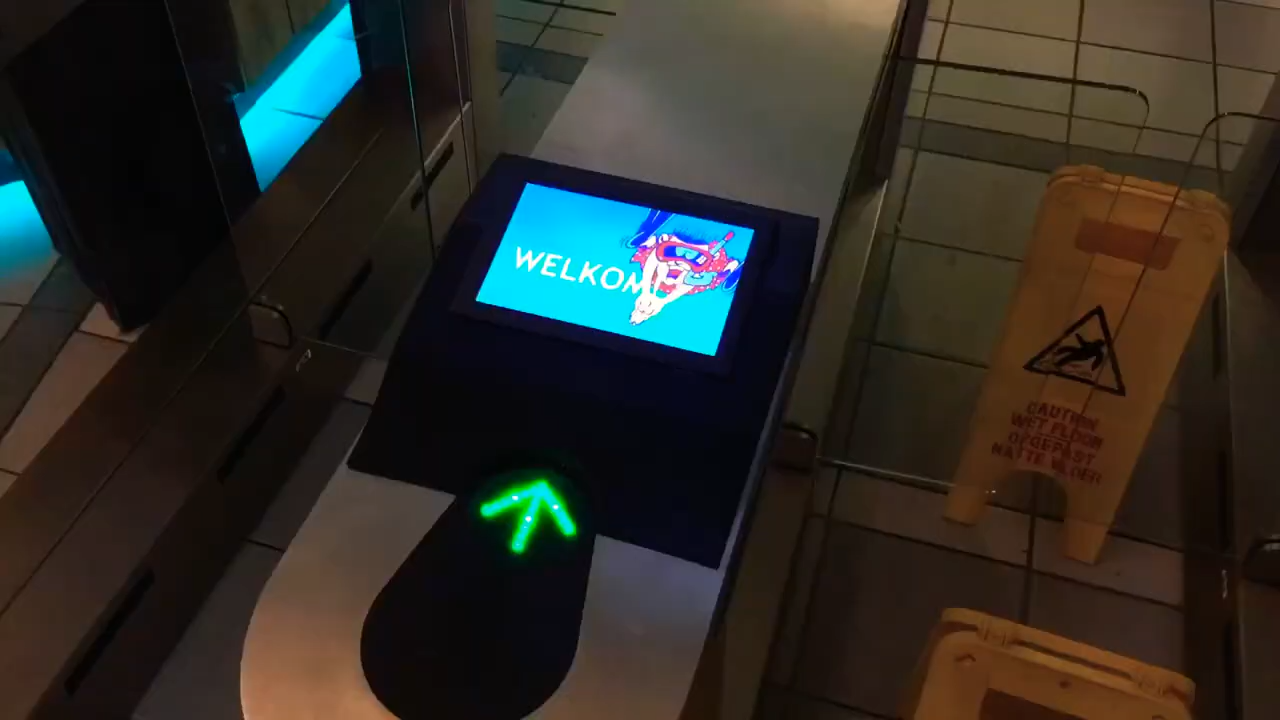 WELKOM
CAUTION
WET FLOOR
OPGEPAST
NATTE VLOER